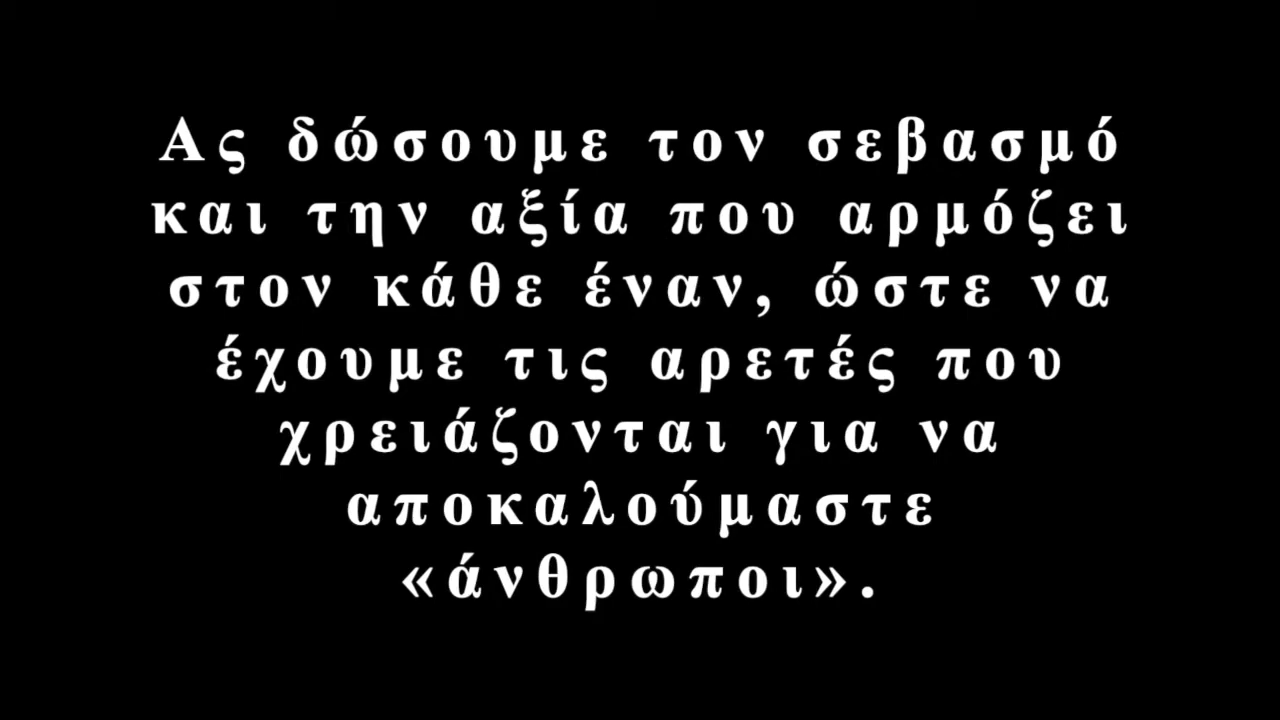 Ας δώσουμε τον σεβασμό
και την αξία που αρμόζει
στον κάθε έναν, ώστε να
έχουμε τις αρετές που
χρειάζονται για να
αποκαλούμαστε
«άνθρωποι».